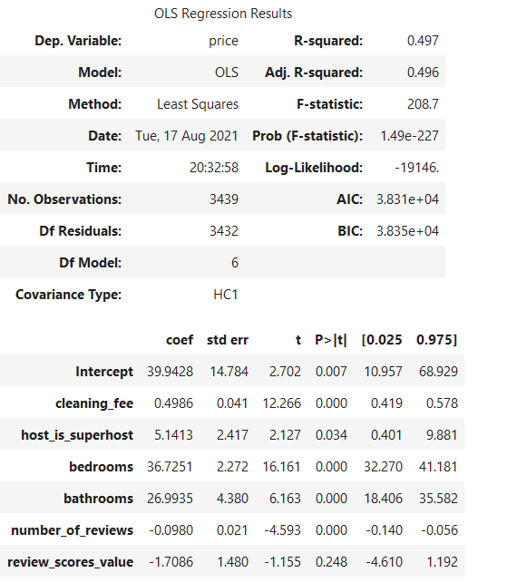 OLS Regression Results
Dep. Variable: price R-squared: 0.497
Model: OLS Adj. R-squared: 0.496
Method: Least Squares F-statistic: 208.7
Date: Tue, 17 Aug 2021 Prob (F-statistic): 1.49e-227
Time: 20:32:58 Log-Likelihood: -19146.
No. Observations: 3439 AIC: 3.831e+04
Df Residuals: 3432 BIC: 3.835e+04
Df Model: 6
Covariance Type: HC1
coef std err t P>|t| [0.025 0.975]
Intercept 39.9428 14.784 2.702 0.007 10.957 68.929
cleaning_fee 0.4986 0.041 12.266 0.000 0.419 0.578
host_is_superhost 5.1413 2.417 2.127 0.034 0.401 9.881
bedrooms 36.7251 2.272 16.161 0.000 32.270 41.181
bathrooms 26.9935 4.380 6.163 0.000 18.406 35.582
number_of_reviews -0.0980 0.021 -4.593 0.000 -0.140 -0.056
review_scores_value -1.7086 1.480 -1.155 0.248 -4.610 1.192